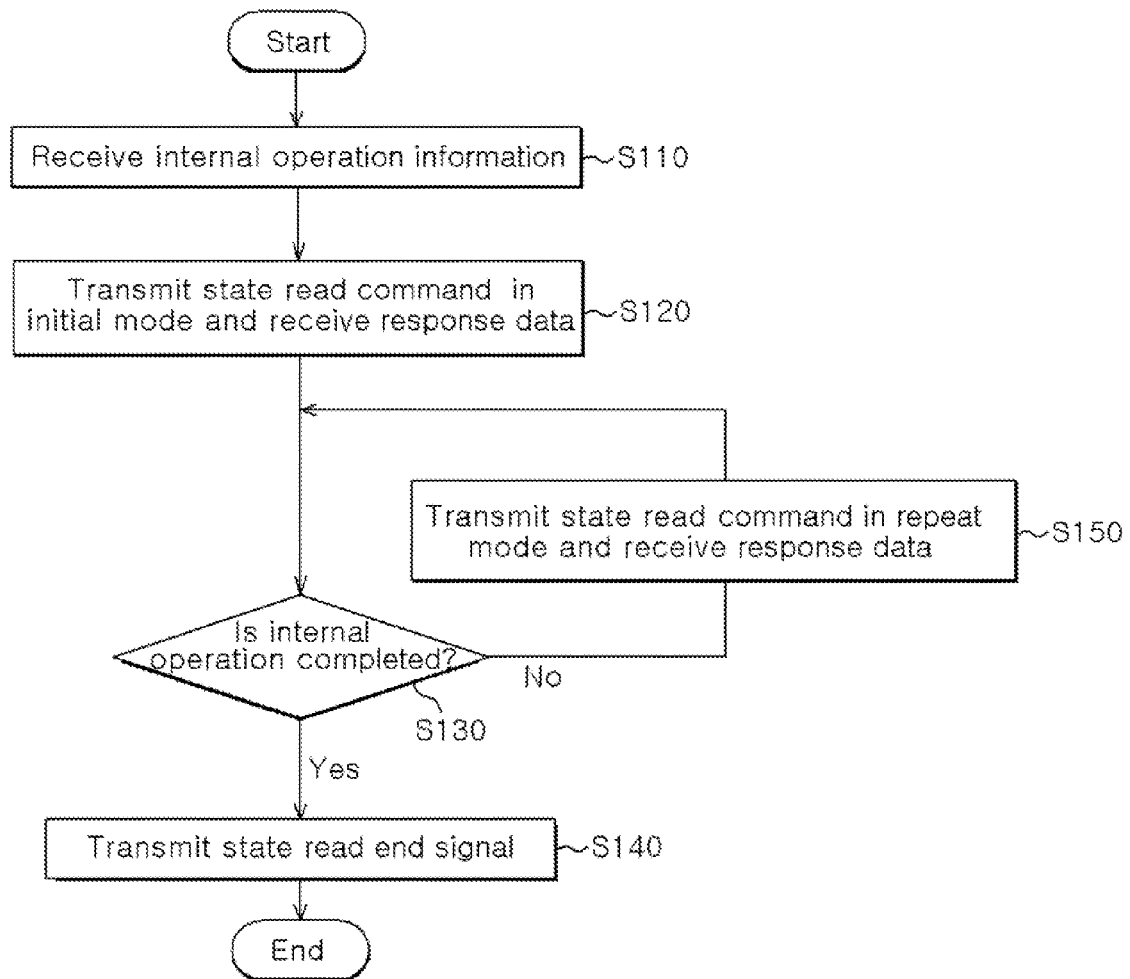 Start
Receive internal operation information
S110
Transmit state read command in
initial mode and receive response data
S120
Transmit state read command in repeat
mode and receive response data
S150
Is internal
operation completed?
No
S130
Yes
Transmit state read end signal
S140
End